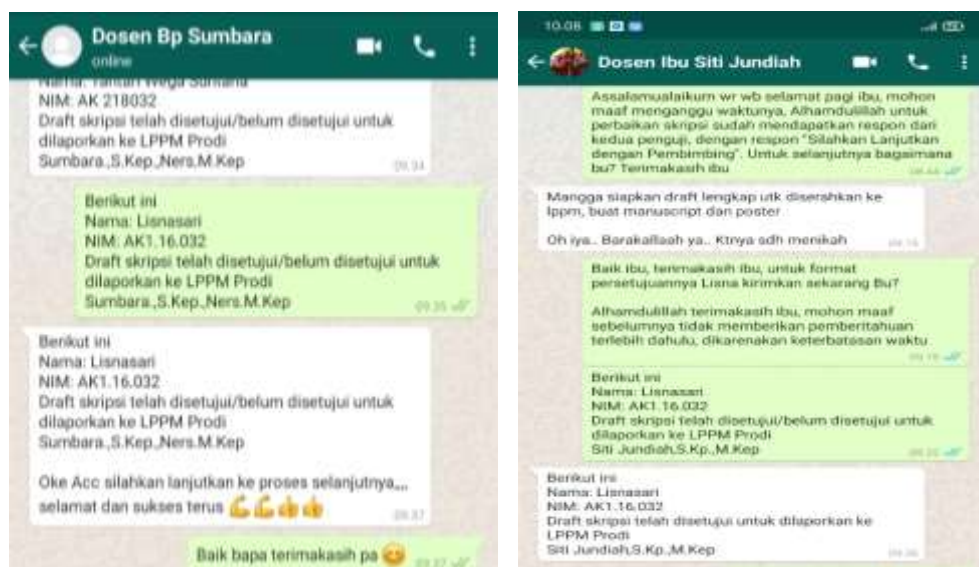 Dosen Bp Sumbara
online
NIM: AK 218032
Draft skripsi telah disetujui/belum disetujui untuk
dilaporkan ke LPPM Prodi
Sumbara.,S.Kep.,Ners.M.Kep
09.34
Berikut ini
Nama: Lisnasari
NIM: AK1.16.032
Draft skripsi telah disetujui/belum disetujui untuk
dilaporkan ke LPPM Prodi
Sumbara.,S.Kep.,Ners.M.Kep
09.35
Berikut ini
Nama: Lisnasari
NIM: AK1.16.032
Draft skripsi telah disetujui/belum disetujui untuk
dilaporkan ke LPPM Prodi
Sumbara.,S.Kep.,Ners.M.Kep
Oke Acc silahkan lanjutkan ke proses selanjutnya,,,
selamat dan sukses terus 💪💪👍👍
09.37
Baik bapa terimakasih pa 😊
09.37
10.08
Dosen Ibu Siti Jundiah
Assalamualaikum wr wb selamat pagi ibu, mohon
maaf menganggu waktunya, Alhamdulillah untuk
perbaikan skripsi sudah mendapatkan respon dari
kedua penguji, dengan respon "Silahkan Lanjutkan
dengan Pembimbing". Untuk selanjutnya bagaimana
bu? Terimakasih ibu
Mangga siapkan draft lengkap utk diserahkan ke
lppm, buat manuscript dan poster
Oh iya.. Barakallaah ya.. Ktnya sdh menikah
Baik ibu, terimakasih ibu, untuk format
persetujuannya Lisna kirimkan sekarang Bu?
Alhamdulillah terimakasih ibu, mohon maaf
sebelumnya tidak memberikan pemberitahuan
terlebih dahulu, dikarenakan keterbatasan waktu
Berikut ini
Nama: Lisnasari
NIM: AK1.16.032
Draft skripsi telah disetujui/belum disetujui untuk
dilaporkan ke LPPM Prodi
Siti Jundiah,S.Kp.,M.Kep
Berikut ini
Nama: Lisnasari
NIM: AK1.16.032
Draft skripsi telah disetujui untuk dilaporkan ke
LPPM Prodi
Siti Jundiah,S.Kp.,M.Kep